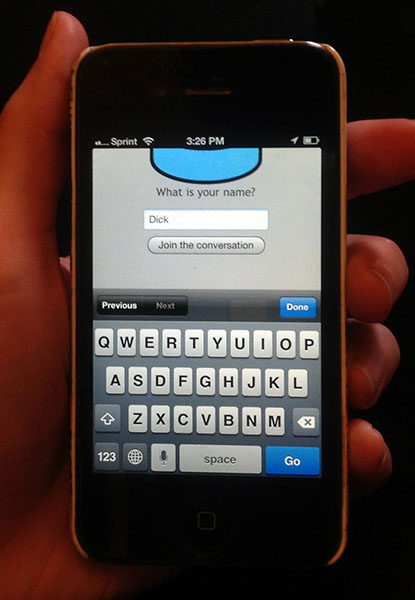 ... Sprint 3:26 PM
What is your name?
Dick
Join the conversation
Previous Next Done
Q W E R T Y U I O P
A S D F G H J K L
Z X C V B N M
123 space Go